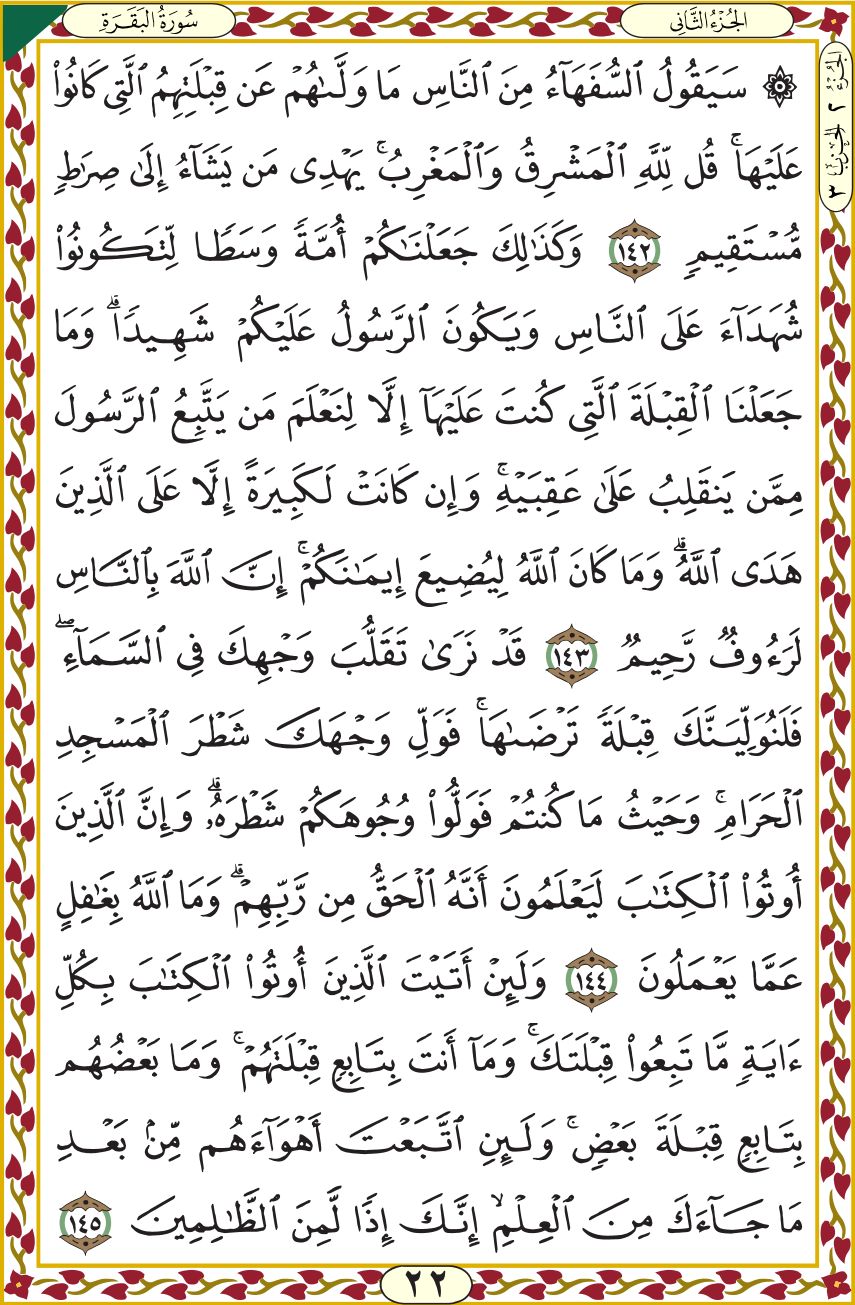 الجُزْءُ الثَّانِي
سُورَةُ البَقَرَةِ
الجُزْءُ ٢ الحِزْبُ ٣
۞ سَيَقُولُ ٱلسُّفَهَآءُ مِنَ ٱلنَّاسِ مَا وَلَّىٰهُمْ عَن قِبْلَتِهِمُ ٱلَّتِى كَانُوا۟
عَلَيْهَا ۚ قُل لِّلَّهِ ٱلْمَشْرِقُ وَٱلْمَغْرِبُ ۚ يَهْدِى مَن يَشَآءُ إِلَىٰ صِرَٰطٍ
مُّسْتَقِيمٍ ١٤٢ وَكَذَٰلِكَ جَعَلْنَٰكُمْ أُمَّةً وَسَطًا لِّتَكُونُوا۟
شُهَدَآءَ عَلَى ٱلنَّاسِ وَيَكُونَ ٱلرَّسُولُ عَلَيْكُمْ شَهِيدًا ۗ وَمَا
جَعَلْنَا ٱلْقِبْلَةَ ٱلَّتِى كُنتَ عَلَيْهَآ إِلَّا لِنَعْلَمَ مَن يَتَّبِعُ ٱلرَّسُولَ
مِمَّن يَنقَلِبُ عَلَىٰ عَقِبَيْهِ ۚ وَإِن كَانَتْ لَكَبِيرَةً إِلَّا عَلَى ٱلَّذِينَ
هَدَى ٱللَّهُ ۗ وَمَا كَانَ ٱللَّهُ لِيُضِيعَ إِيمَٰنَكُمْ ۚ إِنَّ ٱللَّهَ بِٱلنَّاسِ
لَرَءُوفٌ رَّحِيمٌ ١٤٣ قَدْ نَرَىٰ تَقَلُّبَ وَجْهِكَ فِى ٱلسَّمَآءِ ۖ
فَلَنُوَلِّيَنَّكَ قِبْلَةً تَرْضَىٰهَا ۚ فَوَلِّ وَجْهَكَ شَطْرَ ٱلْمَسْجِدِ
ٱلْحَرَامِ ۚ وَحَيْثُ مَا كُنتُمْ فَوَلُّوا۟ وُجُوهَكُمْ شَطْرَهُۥ ۗ وَإِنَّ ٱلَّذِينَ
أُوتُوا۟ ٱلْكِتَٰبَ لَيَعْلَمُونَ أَنَّهُ ٱلْحَقُّ مِن رَّبِّهِمْ ۗ وَمَا ٱللَّهُ بِغَٰفِلٍ
عَمَّا يَعْمَلُونَ ١٤٤ وَلَئِنْ أَتَيْتَ ٱلَّذِينَ أُوتُوا۟ ٱلْكِتَٰبَ بِكُلِّ
ءَايَةٍ مَّا تَبِعُوا۟ قِبْلَتَكَ ۚ وَمَآ أَنتَ بِتَابِعٍ قِبْلَتَهُمْ ۚ وَمَا بَعْضُهُم
بِتَابِعٍ قِبْلَةَ بَعْضٍ ۚ وَلَئِنِ ٱتَّبَعْتَ أَهْوَآءَهُم مِّنۢ بَعْدِ
مَا جَآءَكَ مِنَ ٱلْعِلْمِ ۙ إِنَّكَ إِذًا لَّمِنَ ٱلظَّٰلِمِينَ ١٤٥
٢٢